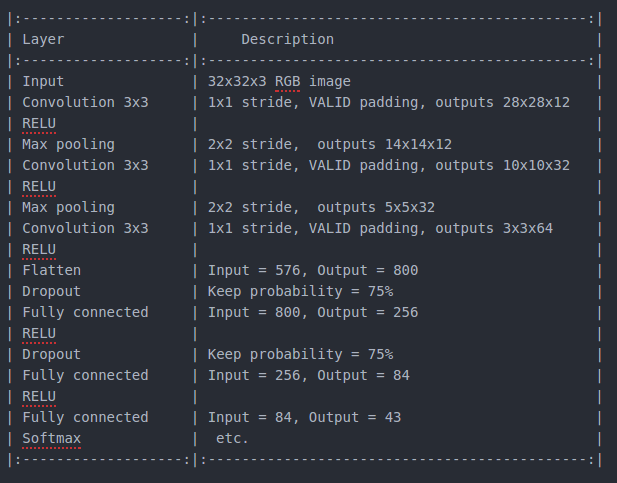 |:-------------------:|:---------------------------------------------:|
| Layer | Description |
|:-------------------:|:---------------------------------------------:|
| Input | 32x32x3 RGB image |
| Convolution 3x3 | 1x1 stride, VALID padding, outputs 28x28x12 |
| RELU | |
| Max pooling | 2x2 stride,  outputs 14x14x12 |
| Convolution 3x3 | 1x1 stride, VALID padding, outputs 10x10x32 |
| RELU | |
| Max pooling | 2x2 stride,  outputs 5x5x32 |
| Convolution 3x3 | 1x1 stride, VALID padding, outputs 3x3x64 |
| RELU | |
| Flatten | Input = 576, Output = 800 |
| Dropout | Keep probability = 75% |
| Fully connected | Input = 800, Output = 256 |
| RELU | |
| Dropout | Keep probability = 75% |
| Fully connected | Input = 256, Output = 84 |
| RELU | |
| Fully connected | Input = 84, Output = 43 |
| Softmax | etc. |
|:-------------------:|:---------------------------------------------:|